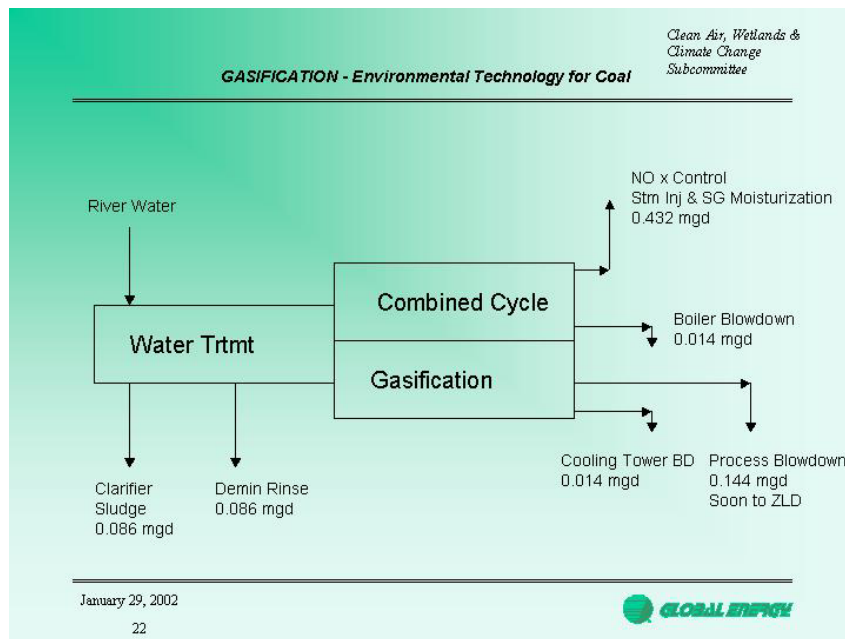 Clean Air, Wetlands &
Climate Change
Subcommittee
GASIFICATION - Environmental Technology for Coal
NO x Control
Stm Inj & SG Moisturization
0.432 mgd
River Water
Combined Cycle
Boiler Blowdown
0.014 mgd
Water Trtmt
Gasification
Cooling Tower BD
0.014 mgd
Process Blowdown
0.144 mgd
Soon to ZLD
Clarifier
Sludge
0.086 mgd
Demin Rinse
0.086 mgd
January 29, 2002
22
GLOBAL ENERGY